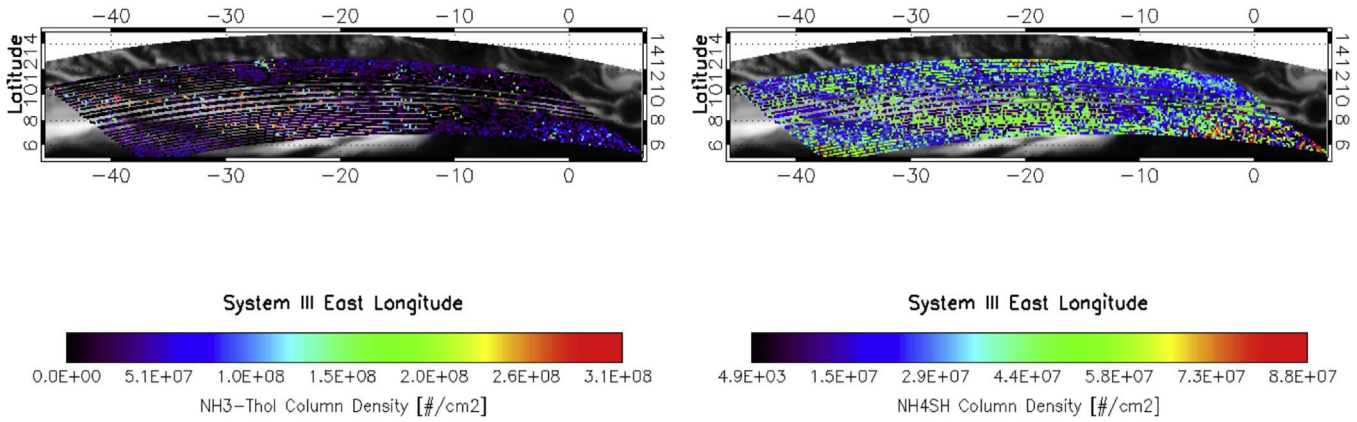 −40 −30 −20 −10 −0
−40 −30 −20 −10 −0
Latitude
14
12
10
8
6
14
12
10
8
6
14
12
10
8
6
14
12
10
8
6
−40 −30 −20 −10 0
−40 −30 −20 −10 0
System III East Longitude
System III East Longitude
0.0E+00 5.1E+07 1.0E+08 1.5E+08 2.0E+08 2.6E+08 3.1E+08
4.9E+03 1.5E+07 2.9E+07 4.4E+07 5.8E+07 7.3E+07 8.8E+07
NH3−Thol Column Density [#/cm2]
NH4SH Column Density [#/cm2]